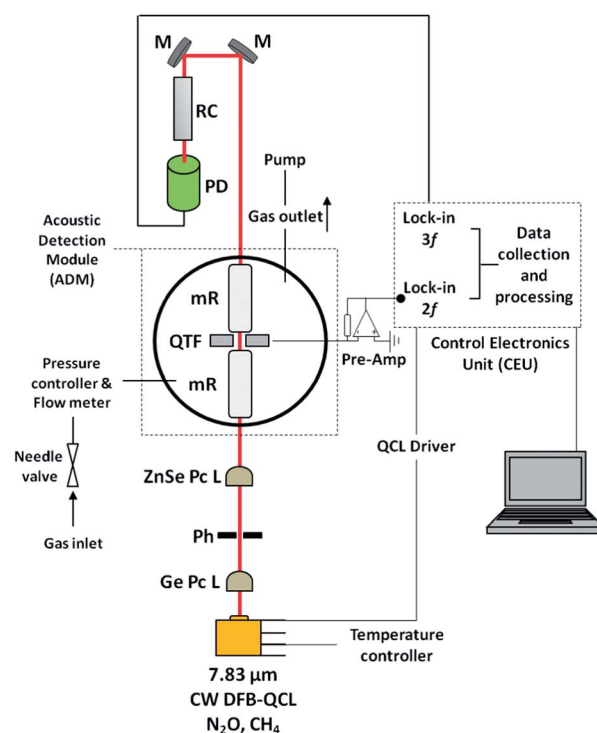 M
M
RC
PD
Pump
Gas outlet
Acoustic
Detection
Module
(ADM)
Lock-in
3f
Lock-in
2f
Data
collection
and
processing
mR
QTF
mR
Pre-Amp
Control Electronics
Unit (CEU)
Pressure
controller &
Flow meter
Needle
valve
Gas inlet
QCL Driver
ZnSe Pc L
Ph
Ge Pc L
Temperature
controller
7.83 µm
CW DFB-QCL
N₂O, CH₄